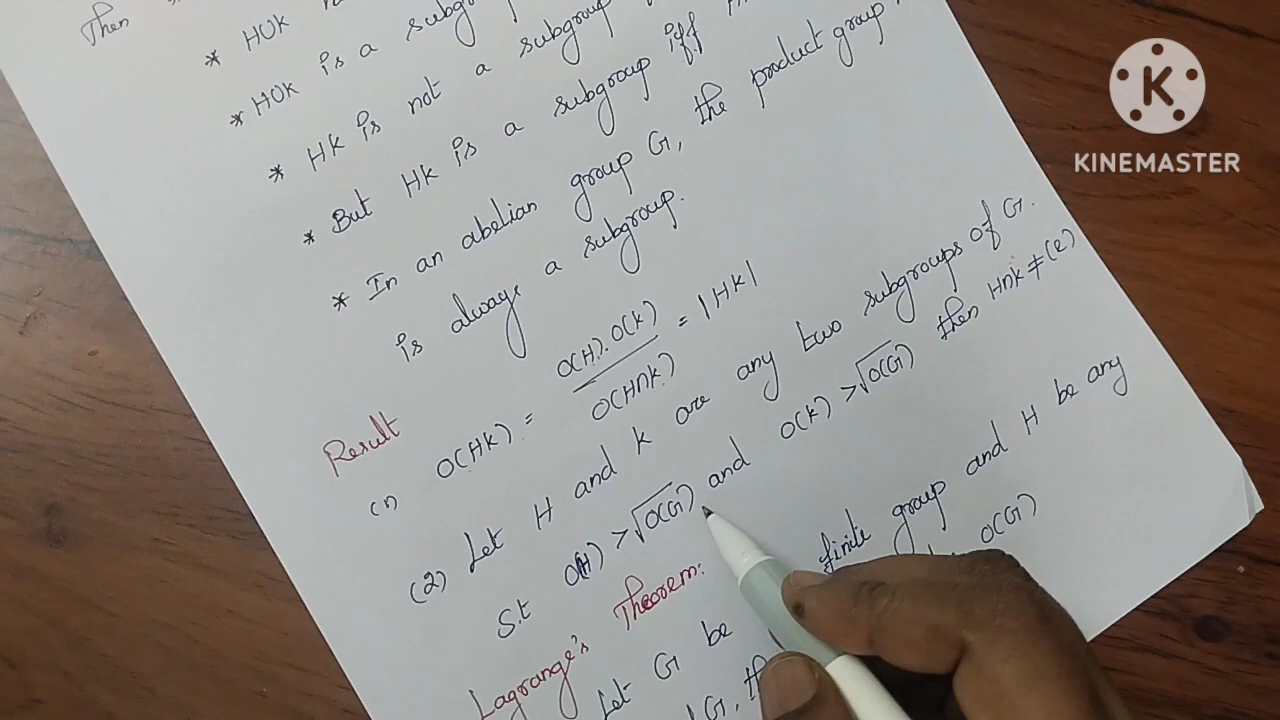 Then
* HUK
* HUK is a
* HK is not a subgroup
* But HK is a subgroup iff
* In an abelian group G, the product group
is always a subgroup.
Result
(1) O(HK) = O(H).O(K) / O(H∩K) = |HK|
(2) Let H and K are any two subgroups of G.
S.t O(H) > √O(G) and O(K) > √O(G) then H∩K ≠ (e)
Lagrange's Theorem:
Let G be finite group and H be any
G, O(G)
KINEMASTER